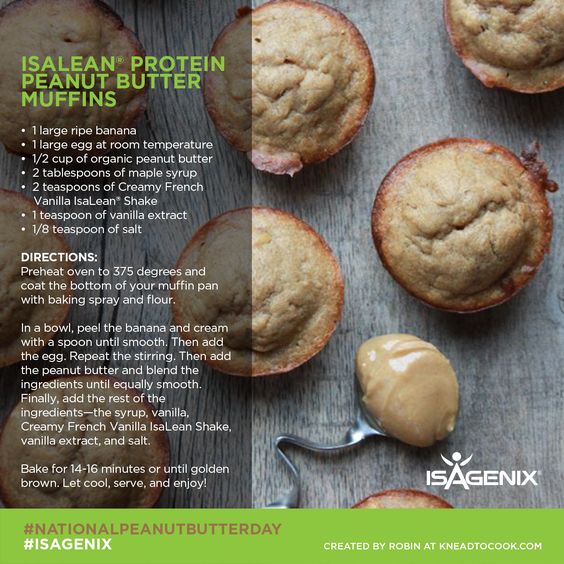 ISALEAN® PROTEIN
PEANUT BUTTER
MUFFINS
• 1 large ripe banana
• 1 large egg at room temperature
• 1/2 cup of organic peanut butter
• 2 tablespoons of maple syrup
• 2 teaspoons of Creamy French
Vanilla IsaLean® Shake
• 1 teaspoon of vanilla extract
• 1/8 teaspoon of salt
DIRECTIONS:
Preheat oven to 375 degrees and
coat the bottom of your muffin pan
with baking spray and flour.
In a bowl, peel the banana and cream
with a spoon until smooth. Then add
the egg. Repeat the stirring. Then add
the peanut butter and blend the
ingredients until equally smooth.
Finally, add the rest of the
ingredients—the syrup, vanilla,
Creamy French Vanilla IsaLean Shake,
vanilla extract, and salt.
Bake for 14-16 minutes or until golden
brown. Let cool, serve, and enjoy!
ISAGENIX®
#NATIONALPEANUTBUTTERDAY
#ISAGENIX
CREATED BY ROBIN AT KNEADTOCOOK.COM